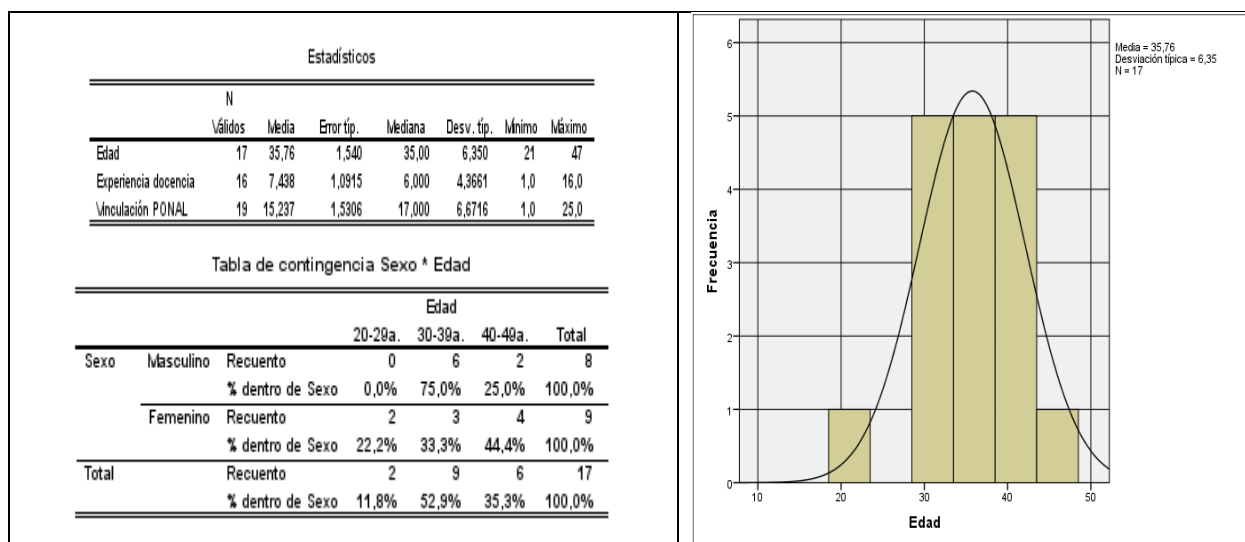 Estadísticos
N
Válidos Media Error típ. Mediana Desv. típ. Mínimo Máximo
Edad 17 35,76 1,540 35,00 6,350 21 47
Experiencia docencia 16 7,438 1,0915 6,000 4,3661 1,0 16,0
Vinculación PONAL 19 15,237 1,5306 17,000 6,6716 1,0 25,0
Tabla de contingencia Sexo * Edad
Edad
20-29a. 30-39a. 40-49a. Total
Sexo Masculino Recuento 0 6 2 8
% dentro de Sexo 0,0% 75,0% 25,0% 100,0%
Femenino Recuento 2 3 4 9
% dentro de Sexo 22,2% 33,3% 44,4% 100,0%
Total Recuento 2 9 6 17
% dentro de Sexo 11,8% 52,9% 35,3% 100,0%
Media = 35,76
Desviación típica = 6,35
N = 17
Frecuencia
6
5
4
3
2
1
0
10 20 30 40 50
Edad